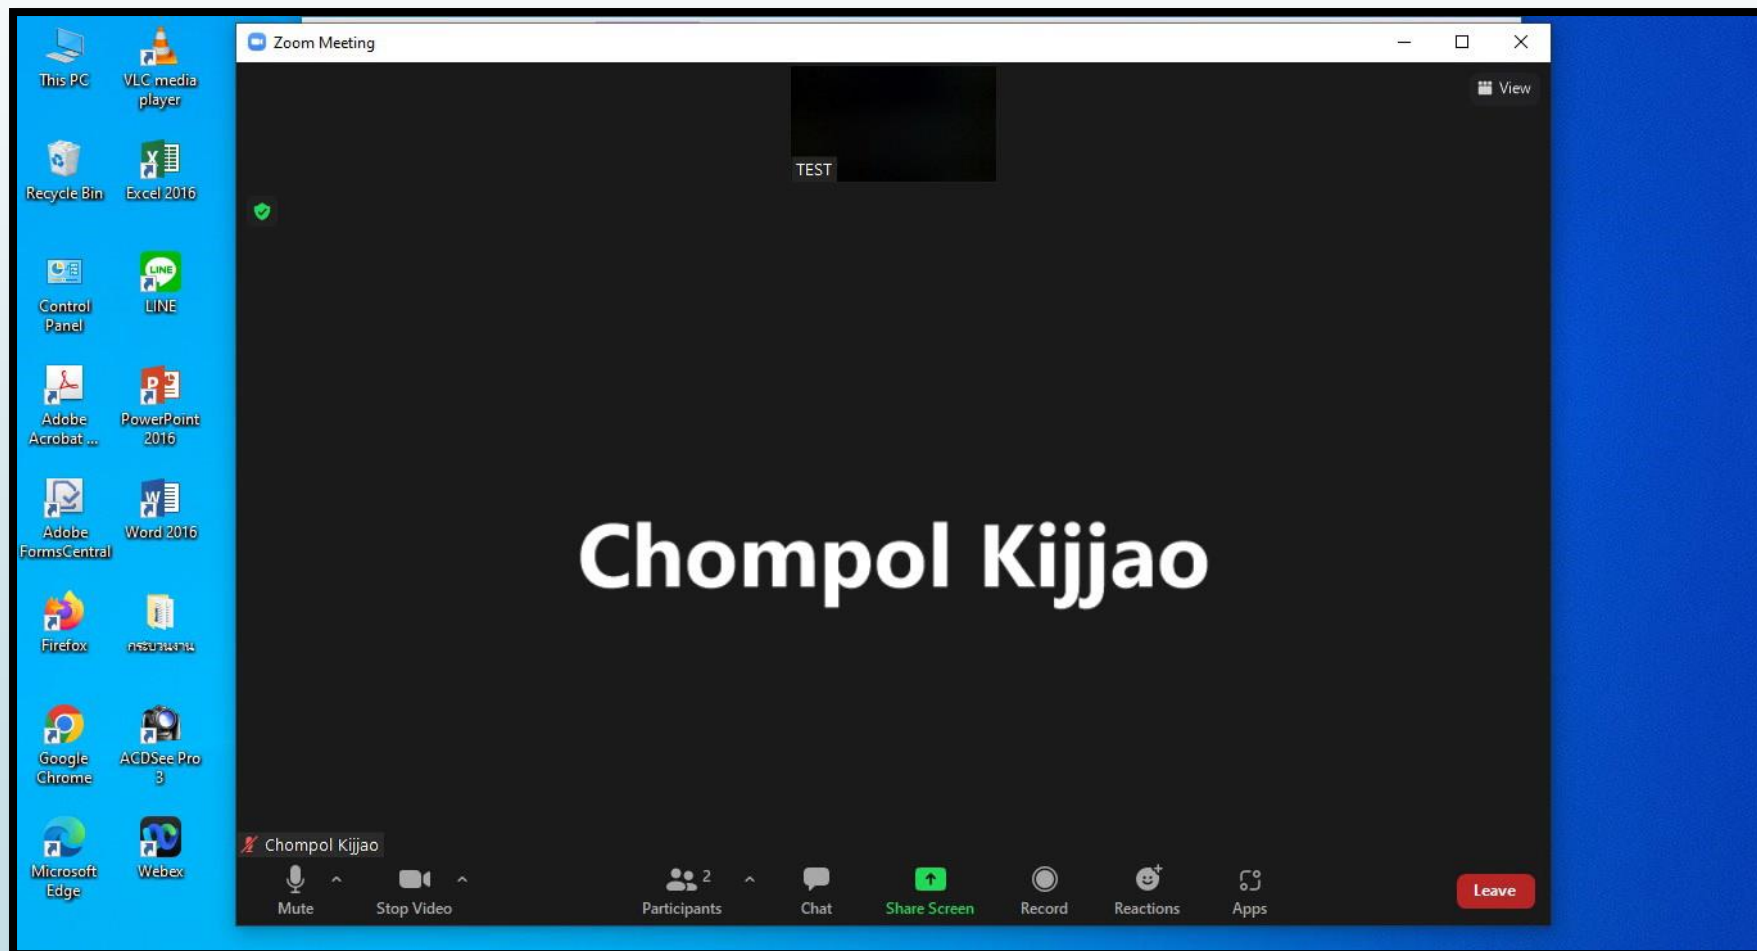 This PC
VLC media
player
Recycle Bin
Excel 2016
Control
Panel
LINE
LINE
Adobe
Acrobat ...
PowerPoint
2016
Adobe
FormsCentral
Word 2016
Firefox
กระบวนงาน
Google
Chrome
ACDSee Pro
3
Microsoft
Edge
Webex
Zoom Meeting
View
TEST
Chompol Kijjao
Chompol Kijjao
Mute
Stop Video
2
Participants
Chat
Share Screen
Record
Reactions
Apps
Leave